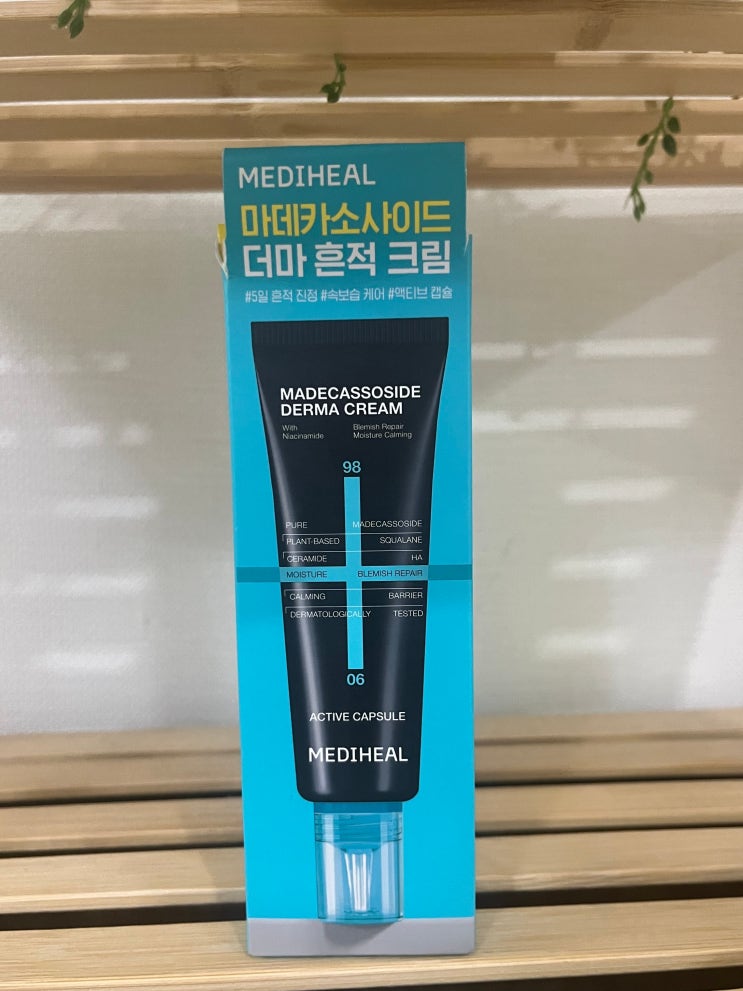 MEDIHEAL
마데카소사이드
더마 흔적 크림
#5일 흔적 진정 #속보습 케어 #액티브 캡슐
MADECASSOSIDE
DERMA CREAM
With
Niacinamide
Blemish Repair
Moisture Calming
98
PURE MADECASSOSIDE
PLANT-BASED SQUALANE
CERAMIDE HA
MOISTURE BLEMISH REPAIR
CALMING BARRIER
DERMATOLOGICALLY TESTED
06
ACTIVE CAPSULE
MEDIHEAL